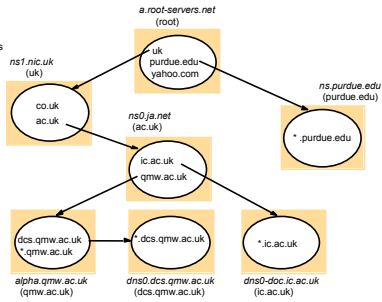 a.root-servers.net
(root)
s
ns1.nic.uk
(uk)
uk
purdue.edu
yahoo.com
ns.purdue.edu
(purdue.edu)
co.uk
ac.uk
ns0.ja.net
(ac.uk)
* .purdue.edu
ic.ac.uk
qmw.ac.uk
dcs.qmw.ac.uk
*.qmw.ac.uk
*.dcs.qmw.ac.uk
*.ic.ac.uk
alpha.qmw.ac.uk
(qmw.ac.uk)
dns0.dcs.qmw.ac.uk
(dcs.qmw.ac.uk)
dns0-doc.ic.ac.uk
(ic.ac.uk)